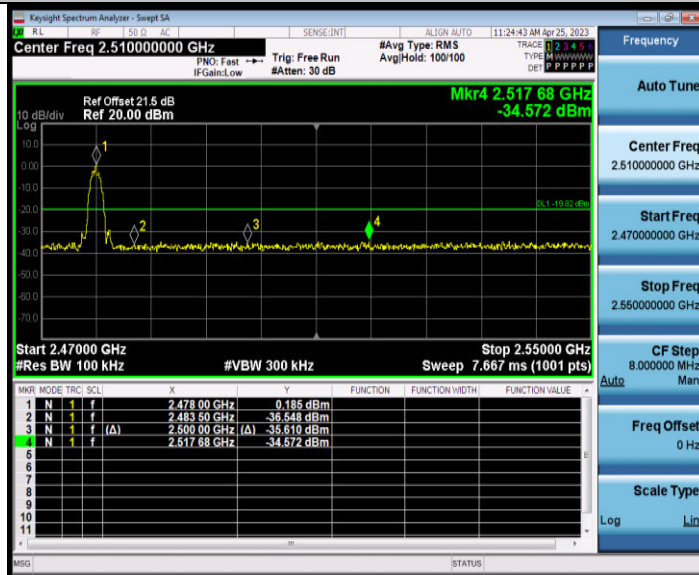 Keysight Spectrum Analyzer - Swept SA
RL RF 50 Ω AC SENSE:INT ALIGN AUTO 11:24:43 AM Apr 25, 2023
Center Freq 2.510000000 GHz
PNO: Fast
IFGain:Low
Trig: Free Run
#Atten: 30 dB
#Avg Type: RMS
Avg|Hold: 100/100
TRACE 1 2 3 4 5 6
TYPE M WWWWW
DET P P P P P P
Ref Offset 21.5 dB
Ref 20.00 dBm
10 dB/div
Log
Mkr4 2.517 68 GHz
-34.572 dBm
10.0
0.00
-10.0
-20.0
-30.0
-40.0
-50.0
-60.0
-70.0
1
2
3
4
DL1 -19.82 dBm
Start 2.47000 GHz Stop 2.55000 GHz
#Res BW 100 kHz #VBW 300 kHz Sweep 7.667 ms (1001 pts)
MKR MODE TRC SCL X Y FUNCTION FUNCTION WIDTH FUNCTION VALUE
1 N 1 f 2.478 00 GHz 0.185 dBm
2 N 1 f 2.483 50 GHz -36.548 dBm
3 N 1 f (Δ) 2.500 00 GHz (Δ) -35.610 dBm
4 N 1 f 2.517 68 GHz -34.572 dBm
5
6
7
8
9
10
11
MSG STATUS
Frequency
Auto Tune
Center Freq
2.510000000 GHz
Start Freq
2.470000000 GHz
Stop Freq
2.550000000 GHz
CF Step
8.000000 MHz
Auto Man
Freq Offset
0 Hz
Scale Type
Log Lin